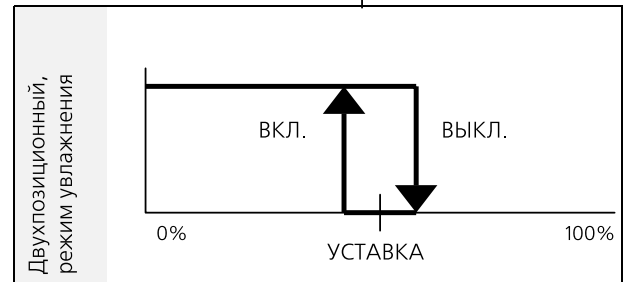 Двухпозиционный,
режим увлажнения
ВКЛ.
ВЫКЛ.
0%
100%
УСТАВКА